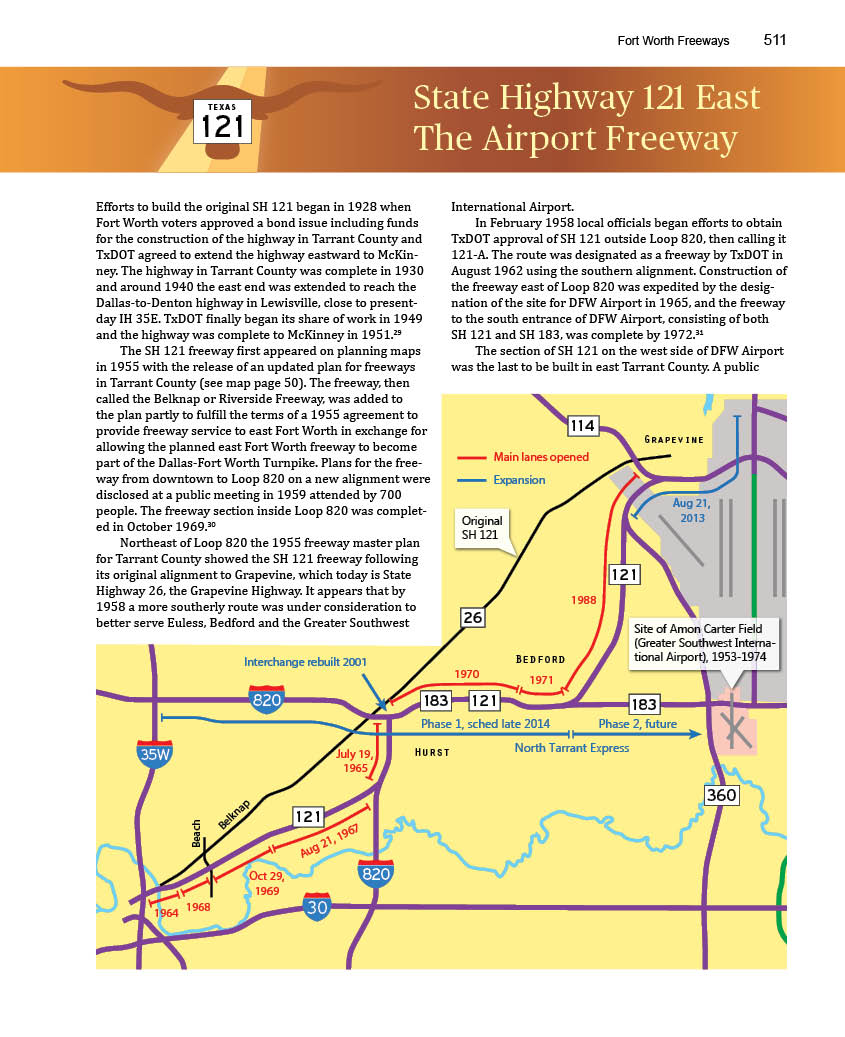 Fort Worth Freeways 511
TEXAS
121
State Highway 121 East
The Airport Freeway
Efforts to build the original SH 121 began in 1928 when
Fort Worth voters approved a bond issue including funds
for the construction of the highway in Tarrant County and
TxDOT agreed to extend the highway eastward to McKin-
ney. The highway in Tarrant County was complete in 1930
and around 1940 the east end was extended to reach the
Dallas-to-Denton highway in Lewisville, close to present-
day IH 35E. TxDOT finally began its share of work in 1949
and the highway was complete to McKinney in 1951.²⁹
The SH 121 freeway first appeared on planning maps
in 1955 with the release of an updated plan for freeways
in Tarrant County (see map page 50). The freeway, then
called the Belknap or Riverside Freeway, was added to
the plan partly to fulfill the terms of a 1955 agreement to
provide freeway service to east Fort Worth in exchange for
allowing the planned east Fort Worth freeway to become
part of the Dallas-Fort Worth Turnpike. Plans for the free-
way from downtown to Loop 820 on a new alignment were
disclosed at a public meeting in 1959 attended by 700
people. The freeway section inside Loop 820 was complet-
ed in October 1969.³⁰
Northeast of Loop 820 the 1955 freeway master plan
for Tarrant County showed the SH 121 freeway following
its original alignment to Grapevine, which today is State
Highway 26, the Grapevine Highway. It appears that by
1958 a more southerly route was under consideration to
better serve Euless, Bedford and the Greater Southwest
International Airport.
In February 1958 local officials began efforts to obtain
TxDOT approval of SH 121 outside Loop 820, then calling it
121-A. The route was designated as a freeway by TxDOT in
August 1962 using the southern alignment. Construction of
the freeway east of Loop 820 was expedited by the desig-
nation of the site for DFW Airport in 1965, and the freeway
to the south entrance of DFW Airport, consisting of both
SH 121 and SH 183, was complete by 1972.³¹
The section of SH 121 on the west side of DFW Airport
was the last to be built in east Tarrant County. A public
114
GRAPEVINE
Main lanes opened
Expansion
Aug 21,
2013
Original
SH 121
121
1988
26
Site of Amon Carter Field
(Greater Southwest Interna-
tional Airport), 1953-1974
Interchange rebuilt 2001
BEDFORD
1970
1971
820
183
121
183
Phase 1, sched late 2014
Phase 2, future
North Tarrant Express
35W
July 19,
1965
HURST
360
Beach
Belknap
121
Aug 21, 1967
Oct 29,
1969
820
1964
1968
30